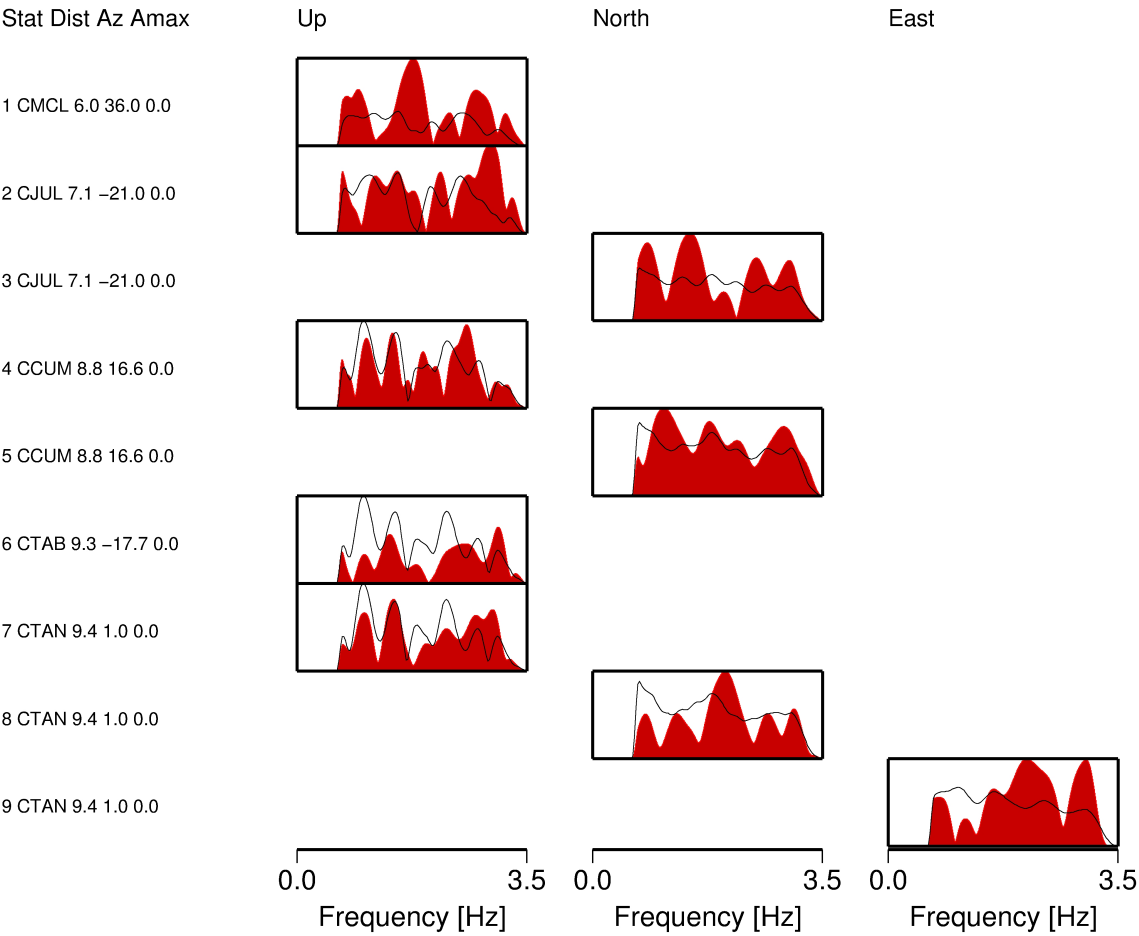 Stat Dist Az Amax Up North East
1 CMCL 6.0 36.0 0.0
2 CJUL 7.1 −21.0 0.0
3 CJUL 7.1 −21.0 0.0
4 CCUM 8.8 16.6 0.0
5 CCUM 8.8 16.6 0.0
6 CTAB 9.3 −17.7 0.0
7 CTAN 9.4 1.0 0.0
8 CTAN 9.4 1.0 0.0
9 CTAN 9.4 1.0 0.0
0.0 3.5 0.0 3.5 0.0 3.5
Frequency [Hz] Frequency [Hz] Frequency [Hz]